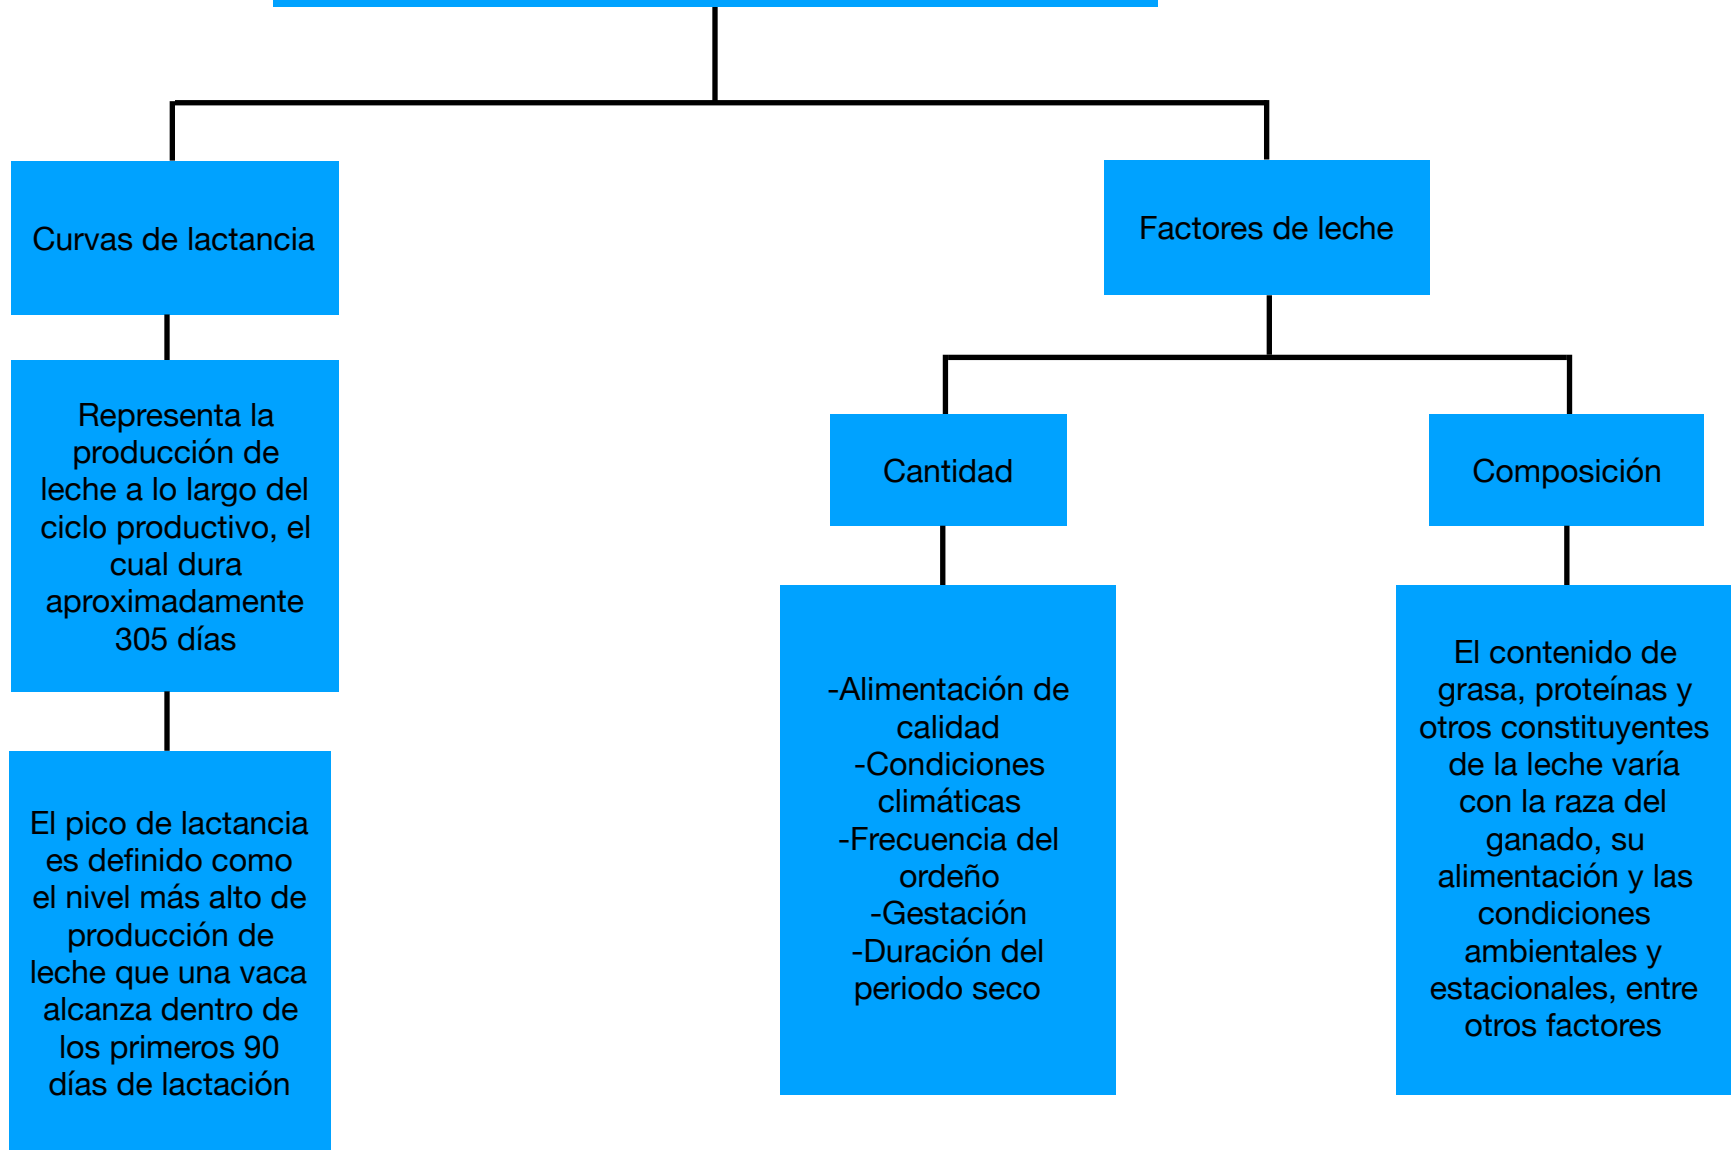 Curvas de lactancia
Representa la
producción de
leche a lo largo del
ciclo productivo, el
cual dura
aproximadamente
305 días
El pico de lactancia
es definido como
el nivel más alto de
producción de
leche que una vaca
alcanza dentro de
los primeros 90
días de lactación
Factores de leche
Cantidad
-Alimentación de
calidad
-Condiciones
climáticas
-Frecuencia del
ordeño
-Gestación
-Duración del
periodo seco
Composición
El contenido de
grasa, proteínas y
otros constituyentes
de la leche varía
con la raza del
ganado, su
alimentación y las
condiciones
ambientales y
estacionales, entre
otros factores